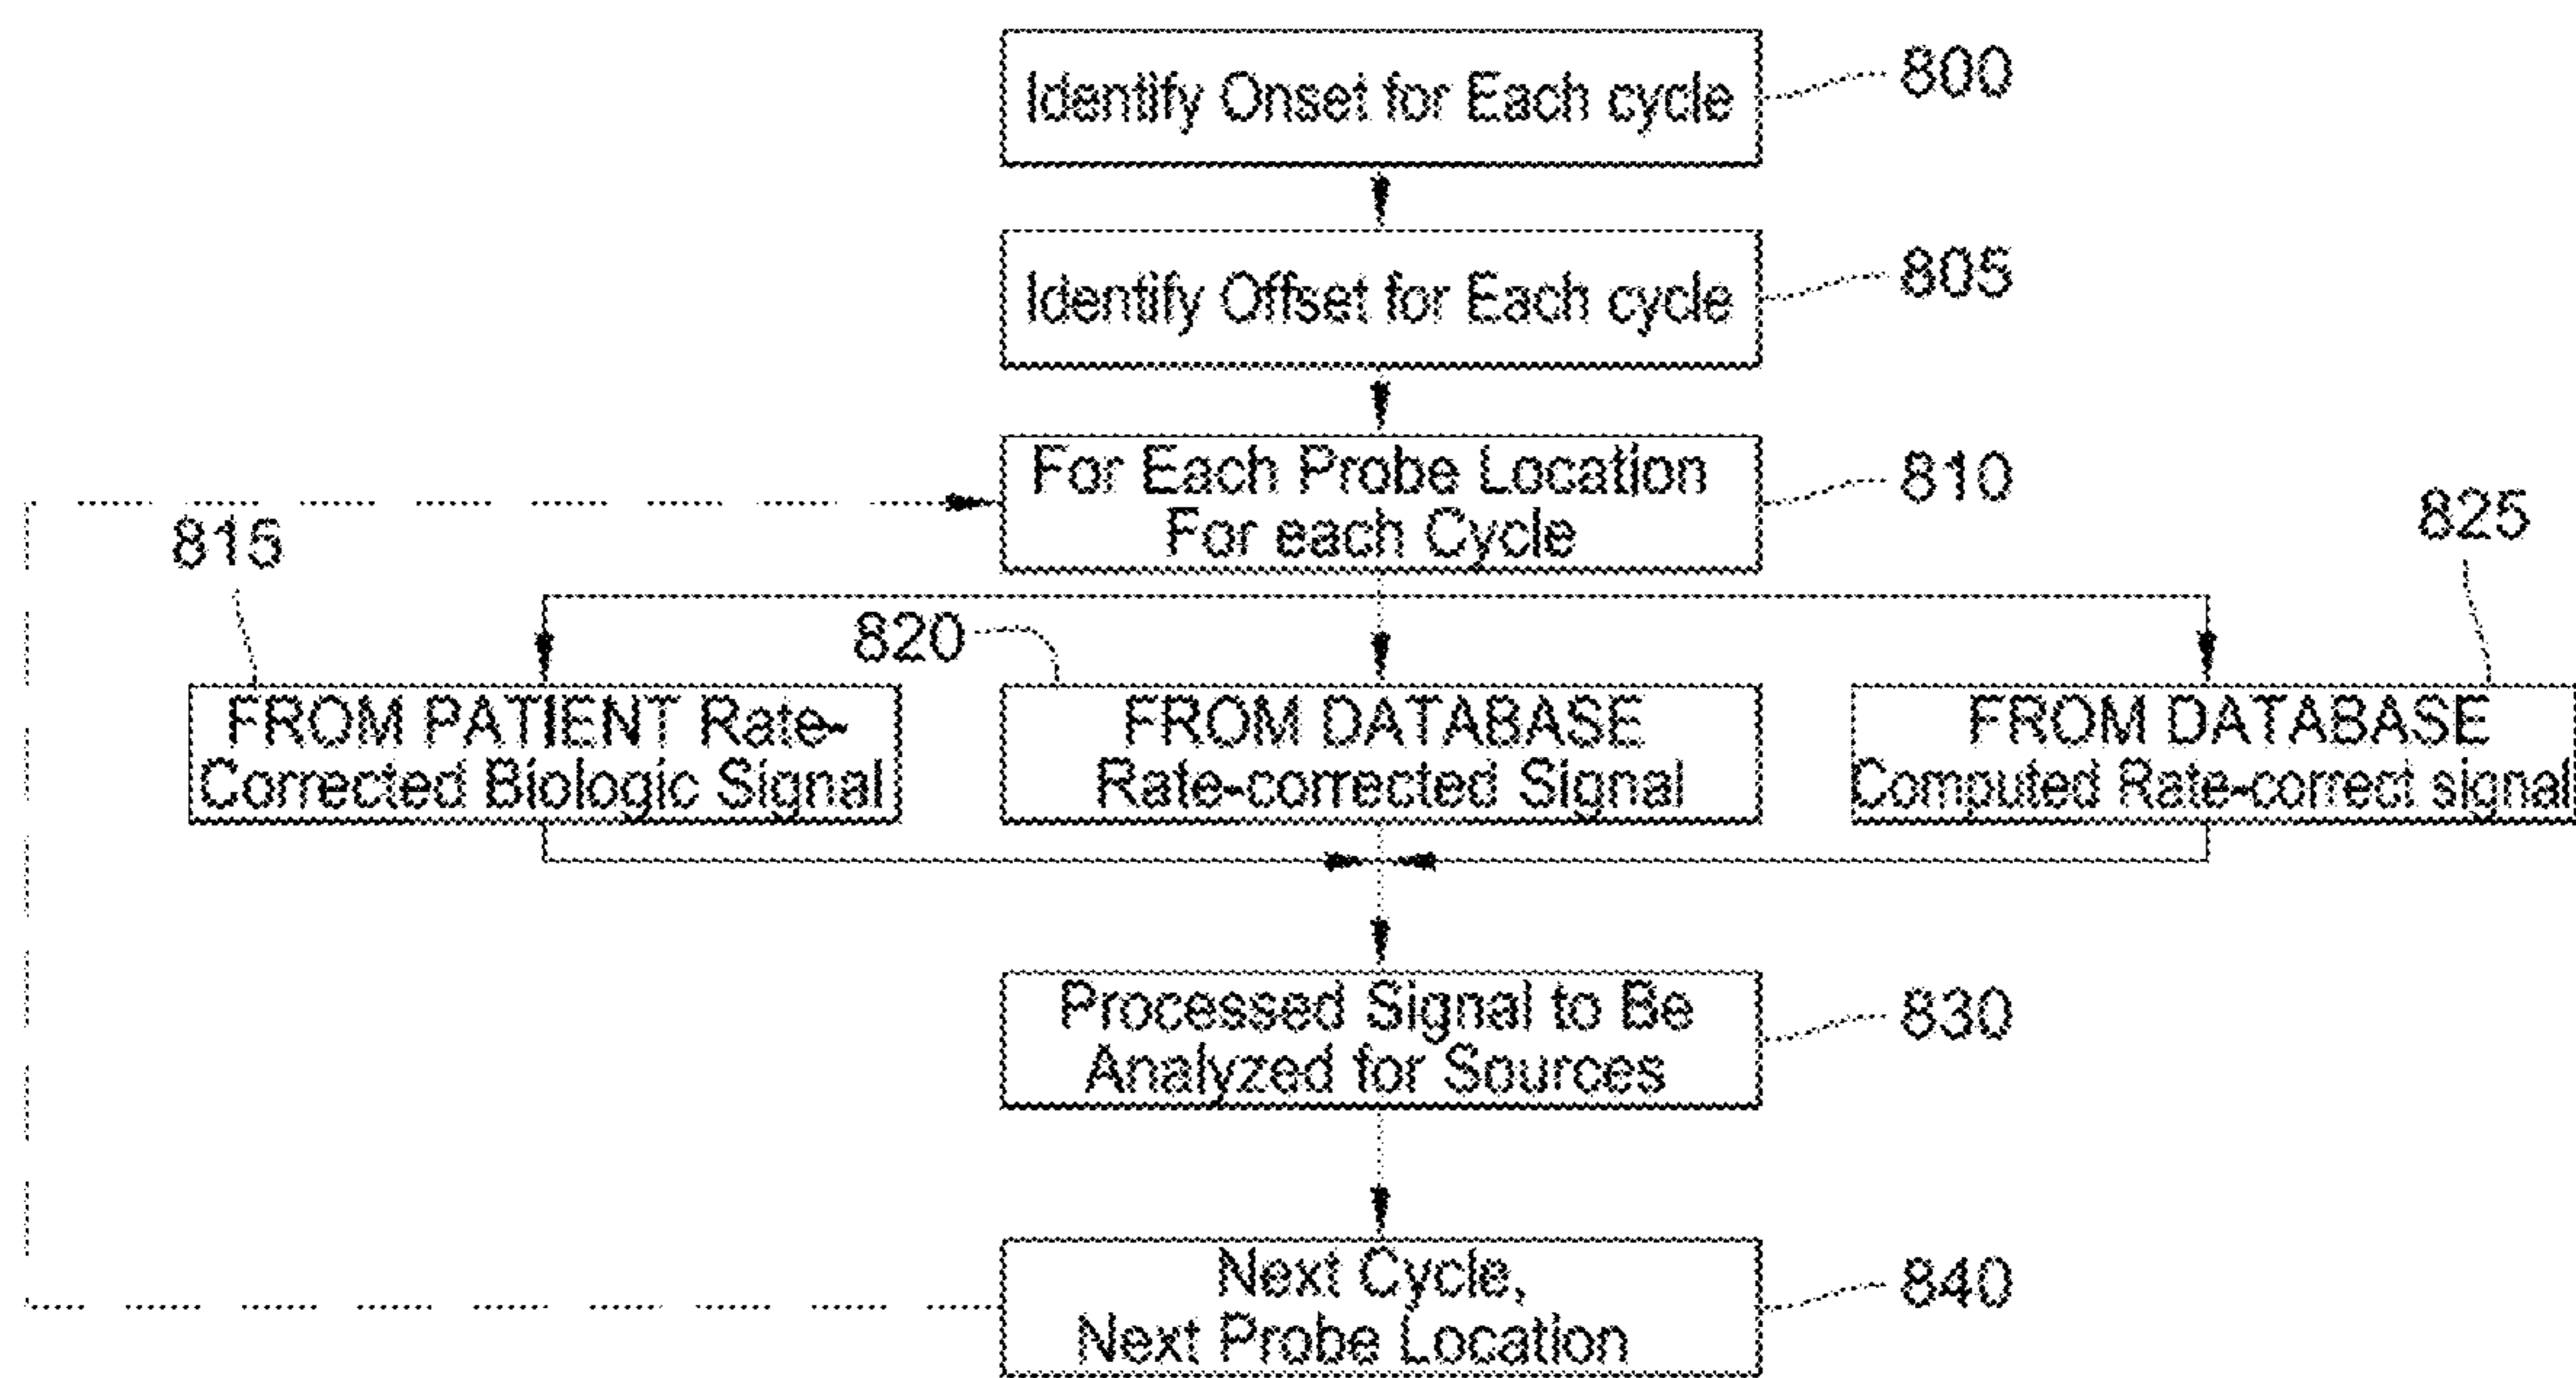 Identify Onset for Each cycle
800
Identify Offset for Each cycle
805
For Each Probe Location
For each Cycle
810
815
820
825
FROM PATIENT Rate-
Corrected Biologic Signal
FROM DATABASE
Rate-corrected Signal
FROM DATABASE
Computed Rate-correct signal
Processed Signal to Be
Analyzed for Sources
830
Next Cycle,
Next Probe Location
840